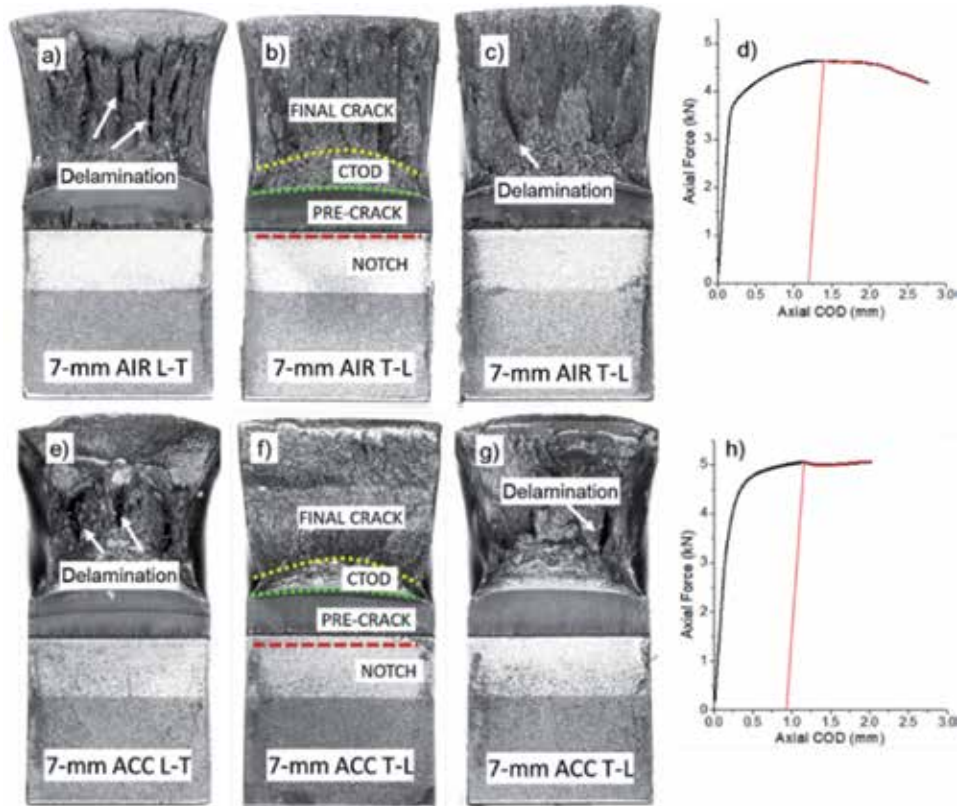 a)
Delamination
7-mm AIR L-T
b)
FINAL CRACK
CTOD
PRE-CRACK
NOTCH
7-mm AIR T-L
c)
Delamination
7-mm AIR T-L
d)
Axial Force (kN)
5
4
3
2
1
0
0.0 0.5 1.0 1.5 2.0 2.5 3.0
Axial COD (mm)
e)
Delamination
7-mm ACC L-T
f)
FINAL CRACK
CTOD
PRE-CRACK
NOTCH
7-mm ACC T-L
g)
Delamination
7-mm ACC T-L
h)
Axial Force (kN)
5
4
3
2
1
0
0.0 0.5 1.0 1.5 2.0 2.5 3.0
Axial COD (mm)